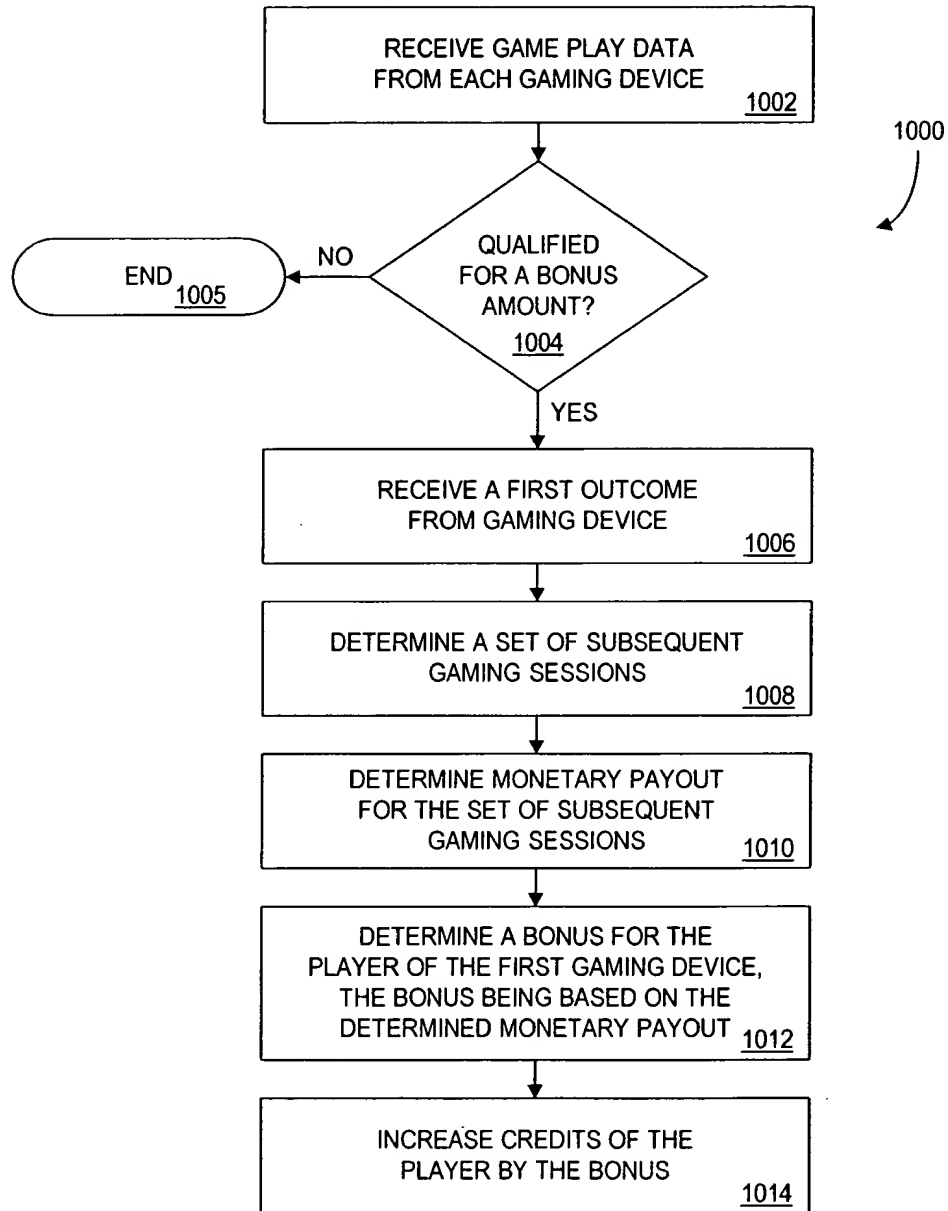 RECEIVE GAME PLAY DATA
FROM EACH GAMING DEVICE
1002
1000
QUALIFIED
FOR A BONUS
AMOUNT?
1004
NO
END
1005
YES
RECEIVE A FIRST OUTCOME
FROM GAMING DEVICE
1006
DETERMINE A SET OF SUBSEQUENT
GAMING SESSIONS
1008
DETERMINE MONETARY PAYOUT
FOR THE SET OF SUBSEQUENT
GAMING SESSIONS
1010
DETERMINE A BONUS FOR THE
PLAYER OF THE FIRST GAMING DEVICE,
THE BONUS BEING BASED ON THE
DETERMINED MONETARY PAYOUT
1012
INCREASE CREDITS OF THE
PLAYER BY THE BONUS
1014